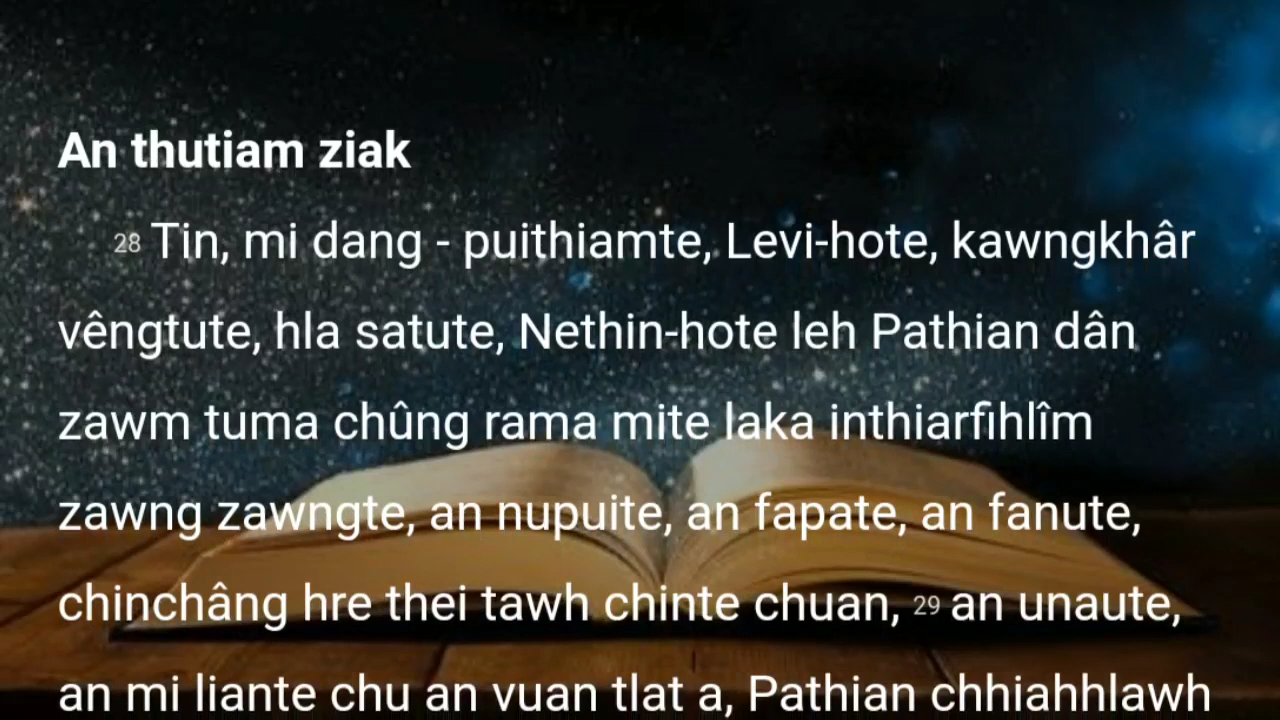 An thutiam ziak
28 Tin, mi dang - puithiamte, Levi-hote, kawngkhâr
vêngtute, hla satute, Nethin-hote leh Pathian dân
zawm tuma chûng rama mite laka inthiarfihlîm
zawng zawngte, an nupuite, an fapate, an fanute,
chinchâng hre thei tawh chinte chuan, 29 an unaute,
an mi liante chu an vuan tlat a, Pathian chhiahhlawh